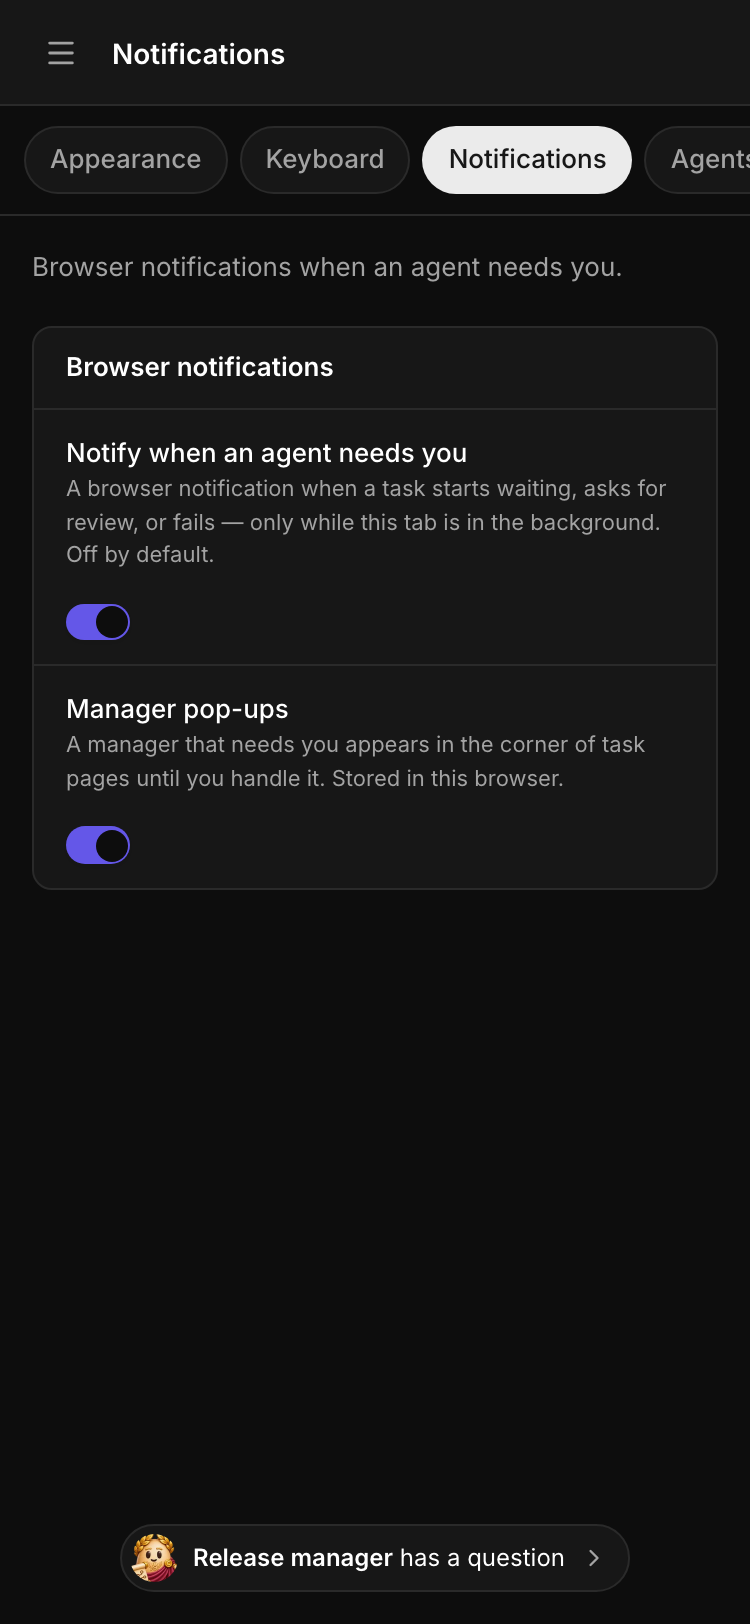 Notifications
Appearance
Keyboard
Notifications
Agents
Browser notifications when an agent needs you.
Browser notifications
Notify when an agent needs you
A browser notification when a task starts waiting, asks for
review, or fails — only while this tab is in the background.
Off by default.
Manager pop-ups
A manager that needs you appears in the corner of task
pages until you handle it. Stored in this browser.
Release manager has a question